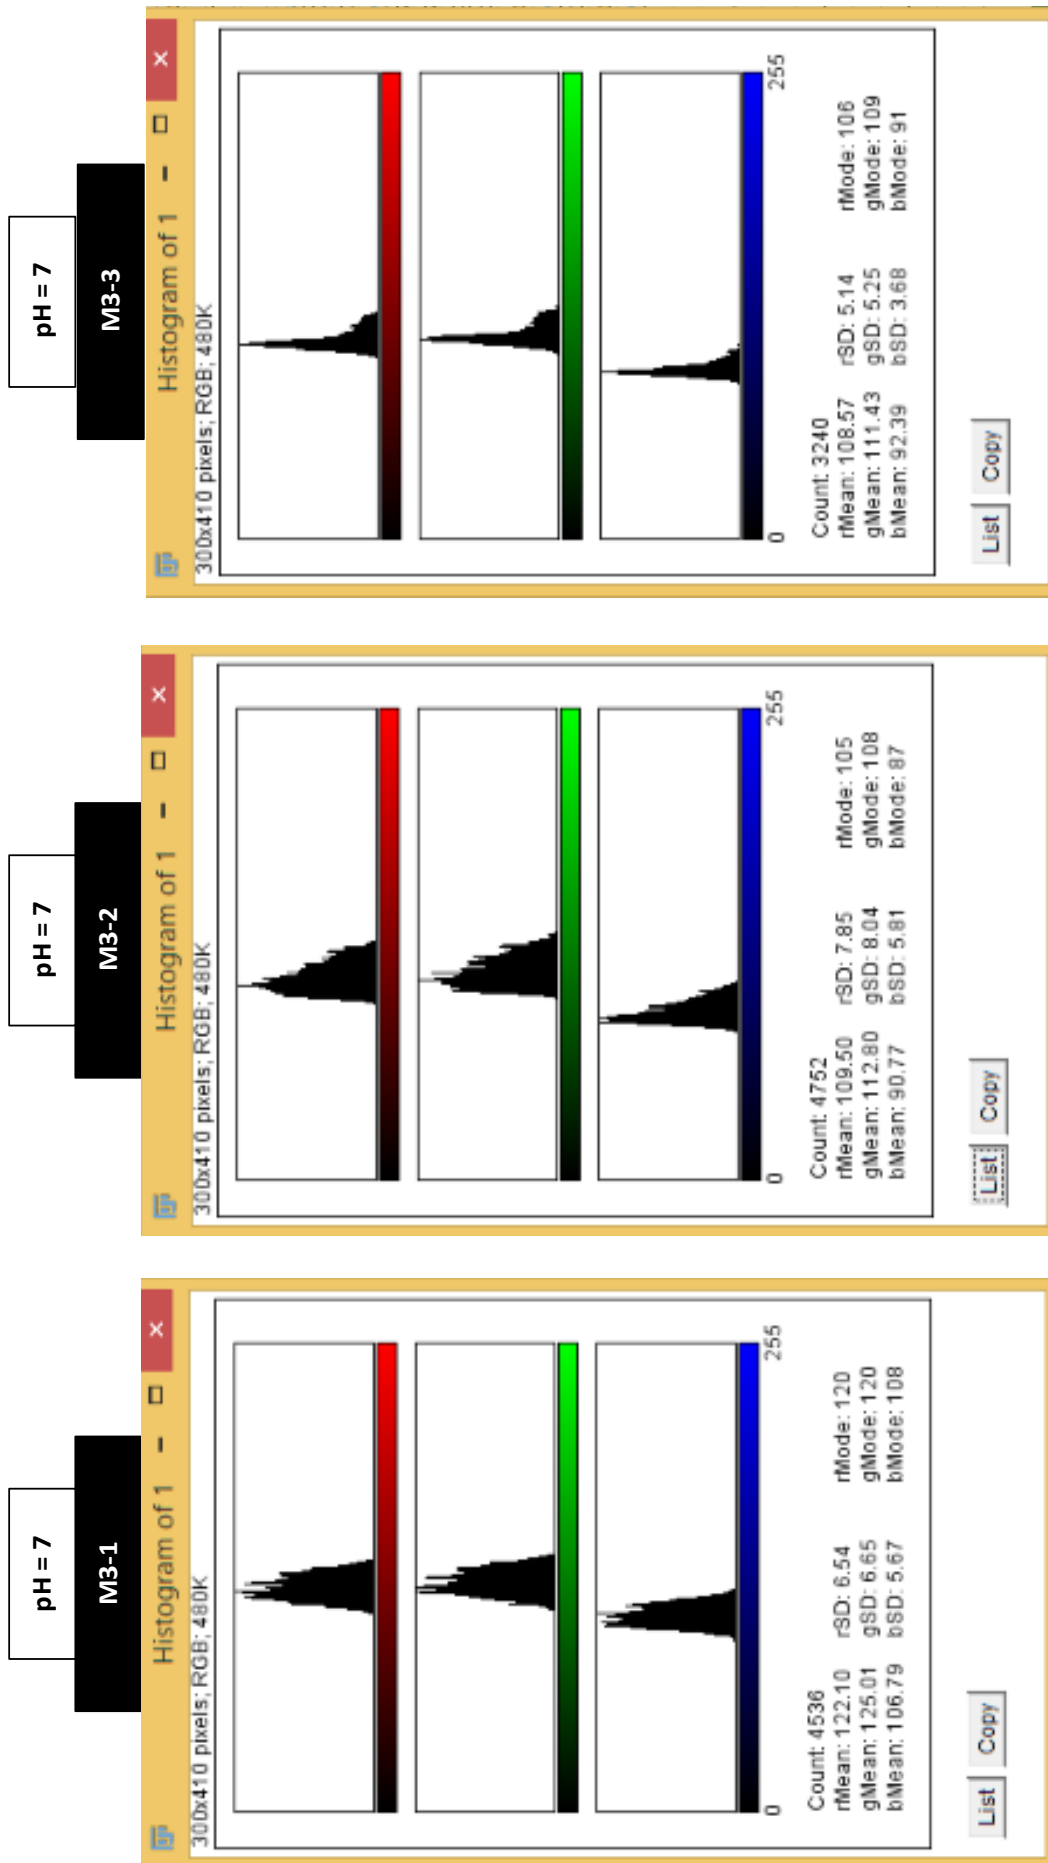 pH = 7
M3-1
Histogram of 1
300x410 pixels; RGB; 480K
0
255
Count: 4536
rMean: 122.10 rSD: 6.54 rMode: 120
gMean: 125.01 gSD: 6.65 gMode: 120
bMean: 106.79 bSD: 5.67 bMode: 108
List
Copy
pH = 7
M3-2
Histogram of 1
300x410 pixels; RGB; 480K
0
255
Count: 4752
rMean: 109.50 rSD: 7.85 rMode: 105
gMean: 112.80 gSD: 8.04 gMode: 108
bMean: 90.77 bSD: 5.81 bMode: 87
List
Copy
pH = 7
M3-3
Histogram of 1
300x410 pixels; RGB; 480K
0
255
Count: 3240
rMean: 108.57 rSD: 5.14 rMode: 106
gMean: 111.43 gSD: 5.25 gMode: 109
bMean: 92.39 bSD: 3.68 bMode: 91
List
Copy